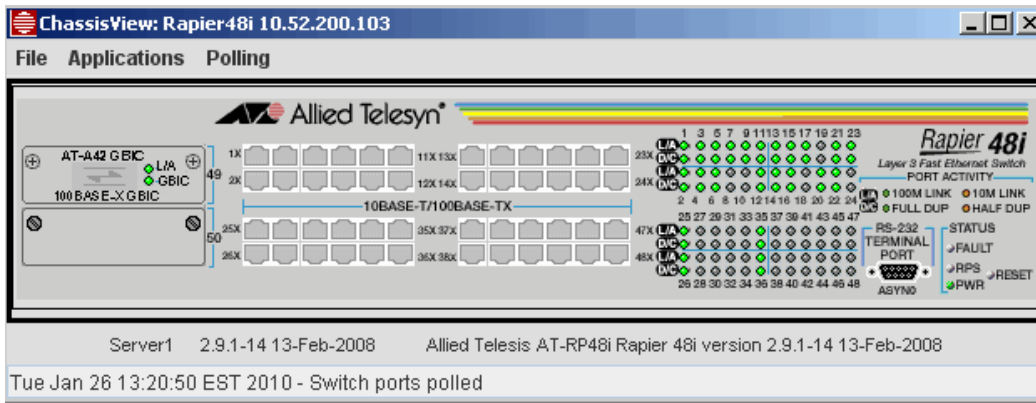 ChassisView: Rapier48i 10.52.200.103
File Applications Polling
Allied Telesyn
1 3 5 7 9 11 13 15 17 19 21 23
Rapier 48i
Layer 3 Fast Ethernet Switch
PORT ACTIVITY
AT-A42 GBIC
L/A
GBIC
100 BASE-X GBIC
49
1X 11X 13X 23X L/A
D/C
2X 12X 14X 24X L/A
D/C
100M LINK 10M LINK
FULL DUP HALF DUP
2 4 6 8 10 12 14 16 18 20 22 24
10BASE-T/100BASE-TX
25 27 29 31 33 35 37 39 41 43 45 47
50
25X 35X 37X 47X L/A
D/C
26X 36X 38X 48X L/A
D/C
26 28 30 32 34 36 38 40 42 44 46 48
RS-232
TERMINAL
PORT
ASYN0
STATUS
FAULT
RPS
RESET
PWR
Server1 2.9.1-14 13-Feb-2008 Allied Telesis AT-RP48i Rapier 48i version 2.9.1-14 13-Feb-2008
Tue Jan 26 13:20:50 EST 2010 - Switch ports polled